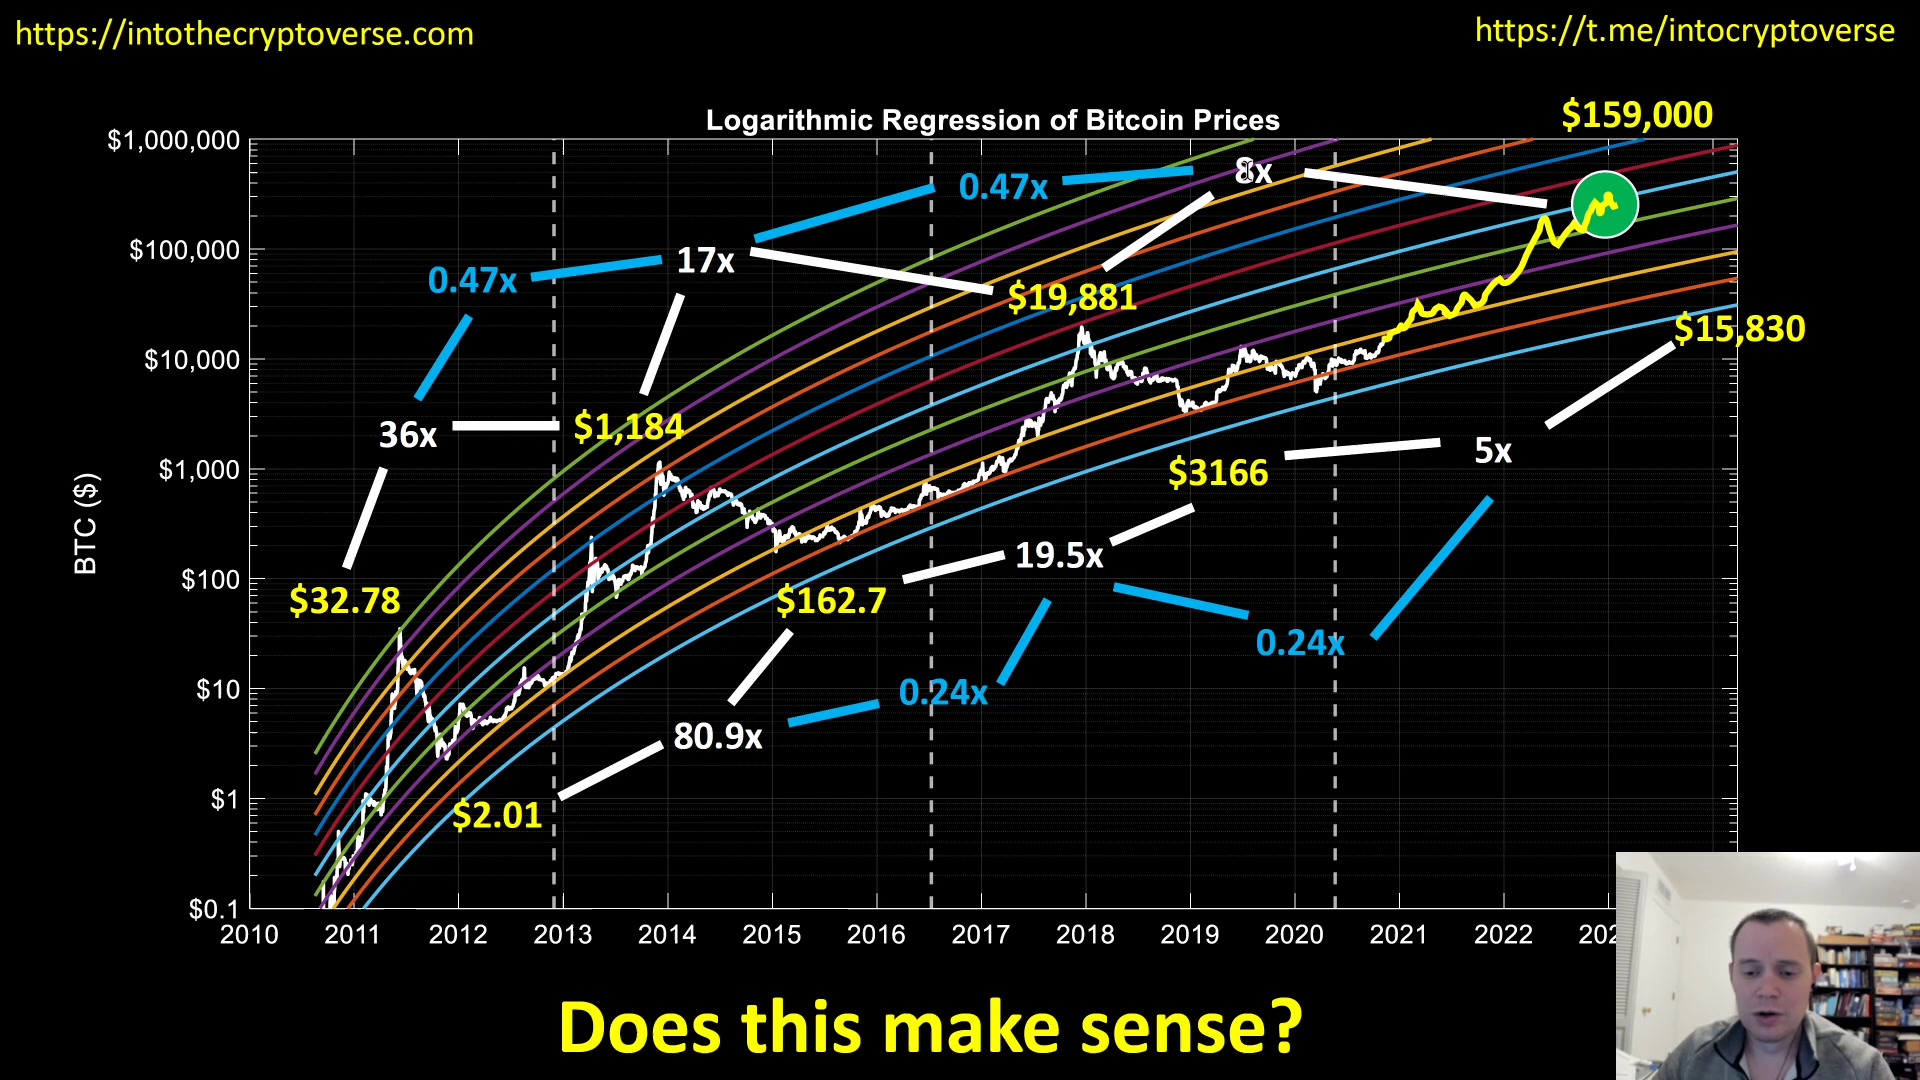 https://intothecryptoverse.com
https://t.me/intocryptoverse
Logarithmic Regression of Bitcoin Prices
$159,000
$1,000,000
$100,000
$10,000
$1,000
$100
$10
$1
$0.1
BTC ($)
8x
0.47x
0.47x
17x
$19,881
$15,830
36x
$1,184
5x
$3166
19.5x
$32.78
$162.7
0.24x
0.24x
80.9x
$2.01
2010 2011 2012 2013 2014 2015 2016 2017 2018 2019 2020 2021 2022
Does this make sense?